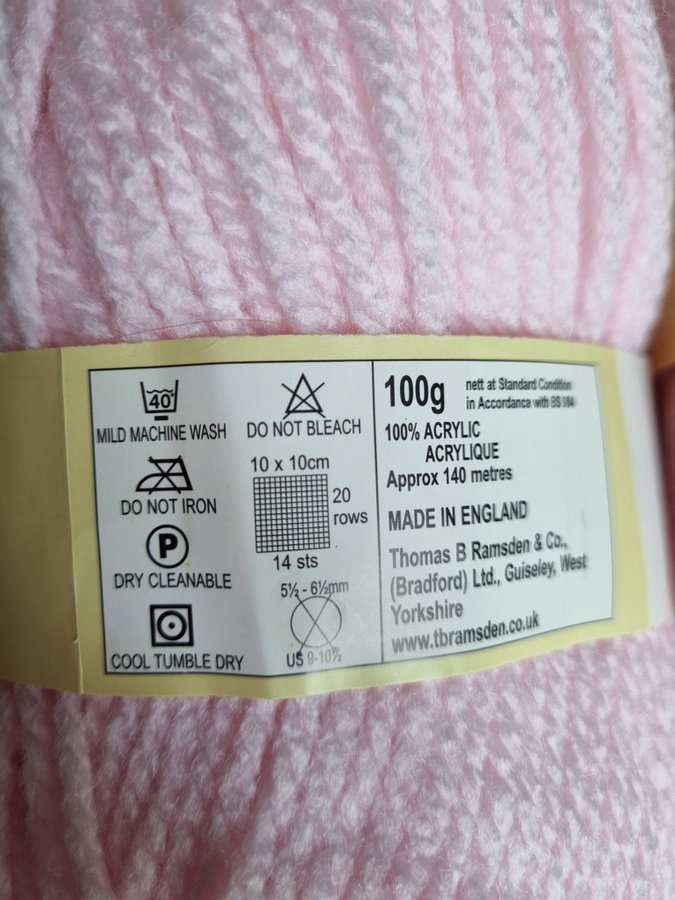 40°
MILD MACHINE WASH
DO NOT BLEACH
DO NOT IRON
10 x 10cm
20
rows
14 sts
P
DRY CLEANABLE
COOL TUMBLE DRY
5½ - 6½mm
US 9-10½
100g
nett at Standard Condition
in Accordance with BS 984
100% ACRYLIC
ACRYLIQUE
Approx 140 metres
MADE IN ENGLAND
Thomas B Ramsden & Co.,
(Bradford) Ltd., Guiseley, West
Yorkshire
www.tbramsden.co.uk